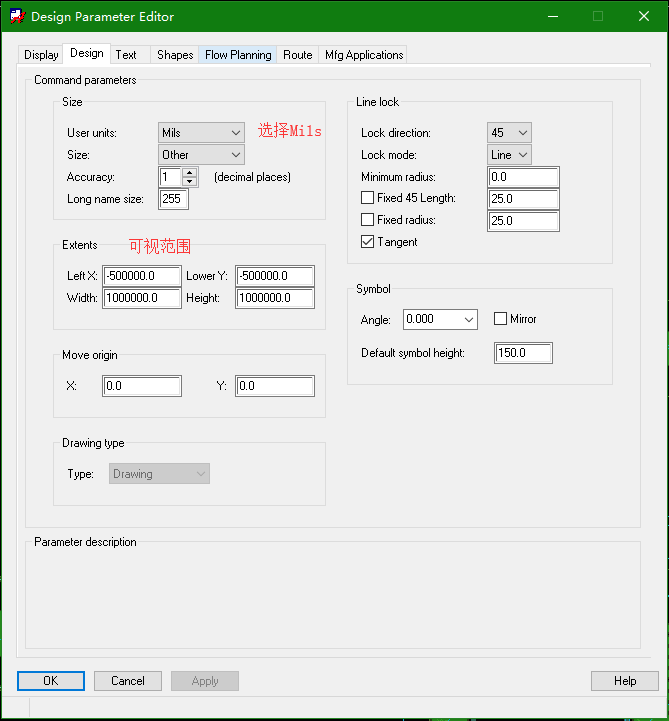 Design Parameter Editor
Display Design Text Shapes Flow Planning Route Mfg Applications
Command parameters
Size
User units: Mils 选择Mils
Size: Other
Accuracy: 1 (decimal places)
Long name size: 255
Extents
可视范围
Left X: -500000.0 Lower Y: -500000.0
Width: 1000000.0 Height: 1000000.0
Move origin
X: 0.0 Y: 0.0
Drawing type
Type: Drawing
Line lock
Lock direction: 45
Lock mode: Line
Minimum radius: 0.0
Fixed 45 Length: 25.0
Fixed radius: 25.0
Tangent
Symbol
Angle: 0.000 Mirror
Default symbol height: 150.0
Parameter description
OK Cancel Apply Help